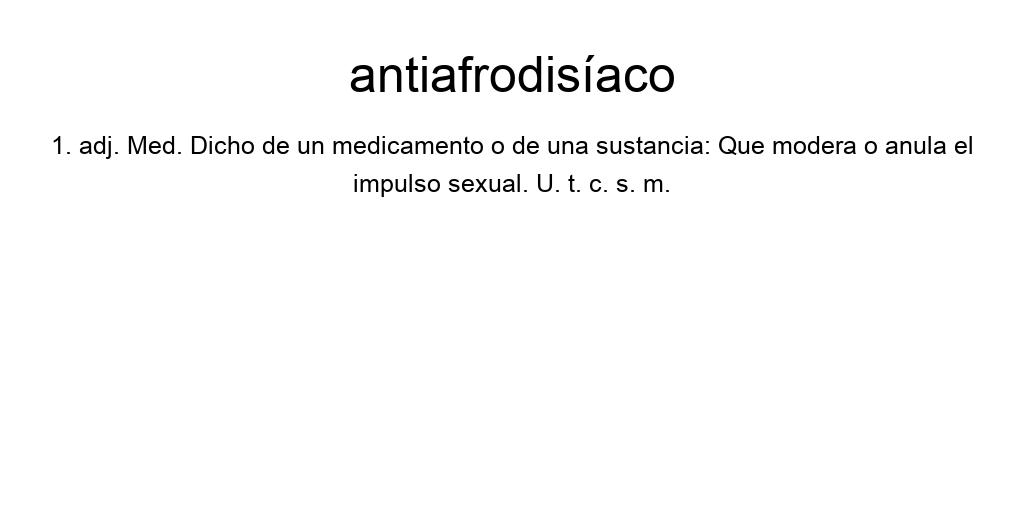 antiafrodisíaco
1. adj. Med. Dicho de un medicamento o de una sustancia: Que modera o anula el
impulso sexual. U. t. c. s. m.